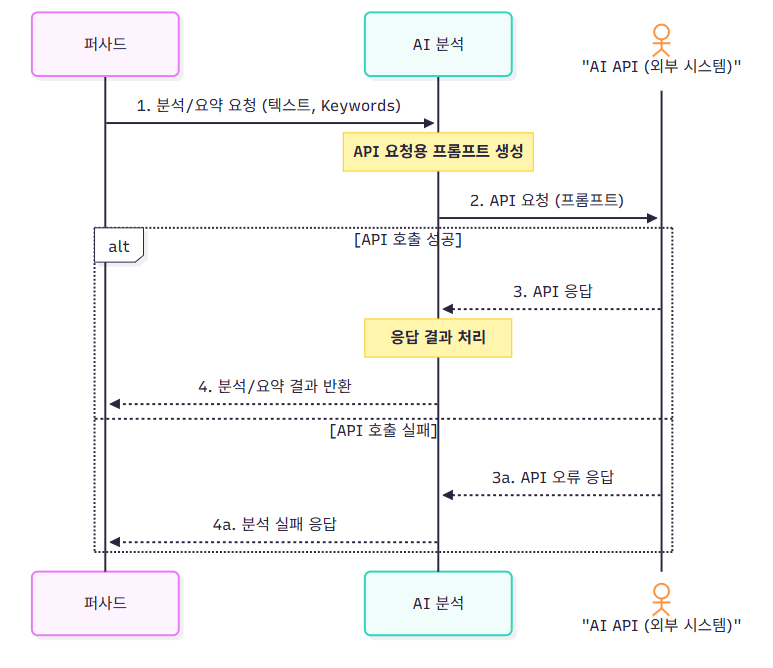 퍼사드
AI 분석
"AI API (외부 시스템)"
1. 분석/요약 요청 (텍스트, Keywords)
API 요청용 프롬프트 생성
2. API 요청 (프롬프트)
alt
[API 호출 성공]
3. API 응답
응답 결과 처리
4. 분석/요약 결과 반환
[API 호출 실패]
3a. API 오류 응답
4a. 분석 실패 응답
퍼사드
AI 분석
"AI API (외부 시스템)"